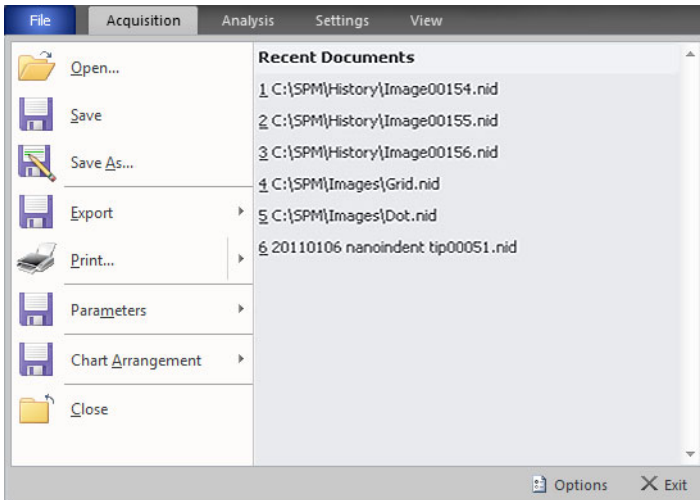 File Acquisition Analysis Settings View
Open...
Save
Save As...
Export
Print...
Parameters
Chart Arrangement
Close
Recent Documents
1 C:\SPM\History\Image00154.nid
2 C:\SPM\History\Image00155.nid
3 C:\SPM\History\Image00156.nid
4 C:\SPM\Images\Grid.nid
5 C:\SPM\Images\Dot.nid
6 20110106 nanoindent tip00051.nid
Options Exit